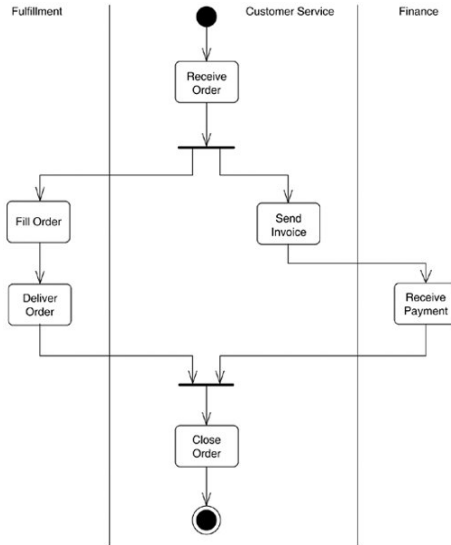 Fulfillment
Customer Service
Finance
Receive
Order
Fill Order
Send
Invoice
Deliver
Order
Receive
Payment
Close
Order